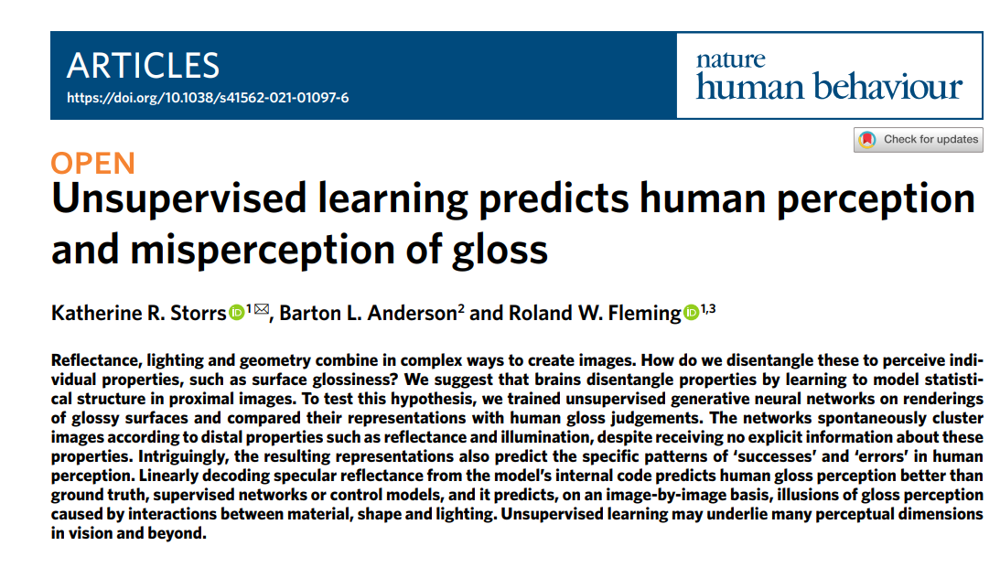 ARTICLES
https://doi.org/10.1038/s41562-021-01097-6
nature
human behaviour
Check for updates
OPEN
Unsupervised learning predicts human perception
and misperception of gloss
Katherine R. Storrs iD 1✉, Barton L. Anderson2 and Roland W. Fleming iD 1,3
Reflectance, lighting and geometry combine in complex ways to create images. How do we disentangle these to perceive indi-
vidual properties, such as surface glossiness? We suggest that brains disentangle properties by learning to model statisti-
cal structure in proximal images. To test this hypothesis, we trained unsupervised generative neural networks on renderings
of glossy surfaces and compared their representations with human gloss judgements. The networks spontaneously cluster
images according to distal properties such as reflectance and illumination, despite receiving no explicit information about these
properties. Intriguingly, the resulting representations also predict the specific patterns of ‘successes’ and ‘errors’ in human
perception. Linearly decoding specular reflectance from the model’s internal code predicts human gloss perception better than
ground truth, supervised networks or control models, and it predicts, on an image-by-image basis, illusions of gloss perception
caused by interactions between material, shape and lighting. Unsupervised learning may underlie many perceptual dimensions
in vision and beyond.